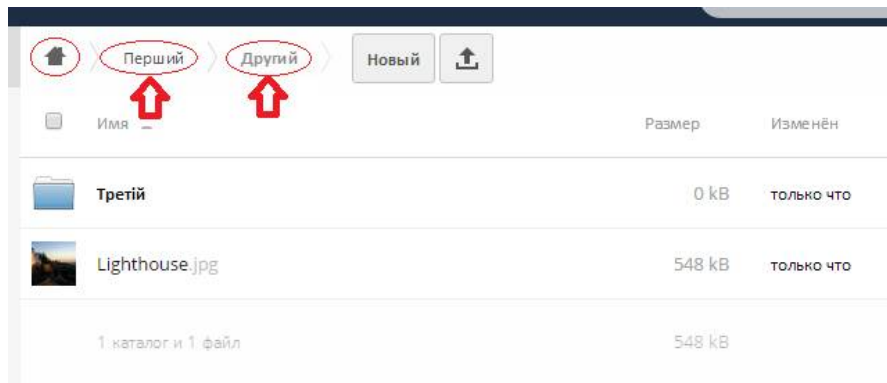 Перший Другий Новый
Имя Размер Изменён
Третій 0 kB только что
Lighthouse.jpg 548 kB только что
1 каталог и 1 файл 548 kB